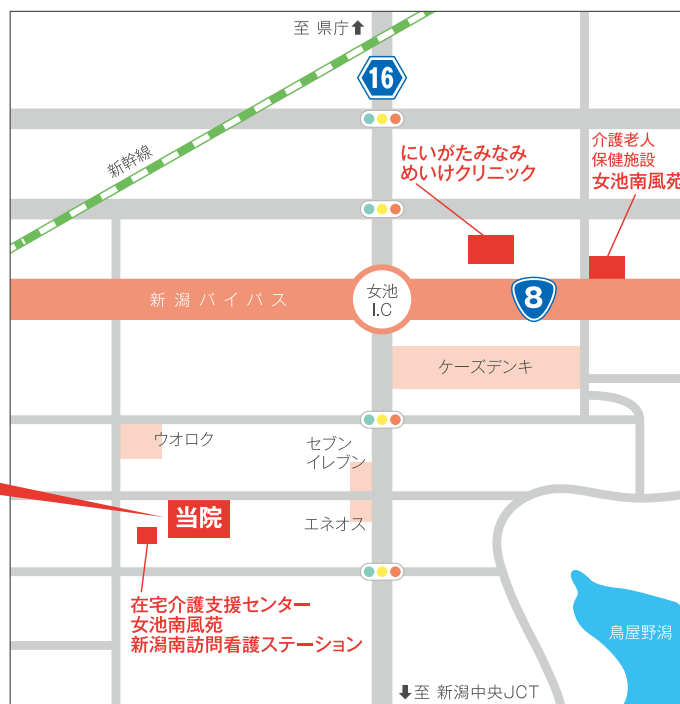 至 県庁
16
新幹線
にいがたみなみ
めいけクリニック
介護老人
保健施設
女池南風苑
新潟バイパス
女池
I.C
8
ケーズデンキ
ウオロク
セブン
イレブン
当院
エネオス
在宅介護支援センター
女池南風苑
新潟南訪問看護ステーション
鳥屋野潟
至 新潟中央JCT